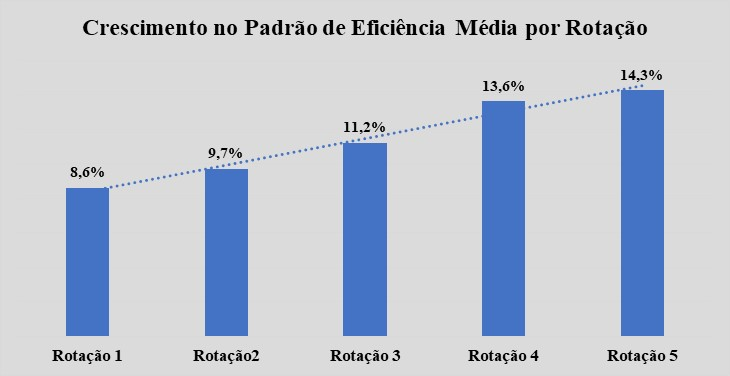 Crescimento no Padrão de Eficiência Média por Rotação
8,6%
9,7%
11,2%
13,6%
14,3%
Rotação 1
Rotação2
Rotação 3
Rotação 4
Rotação 5